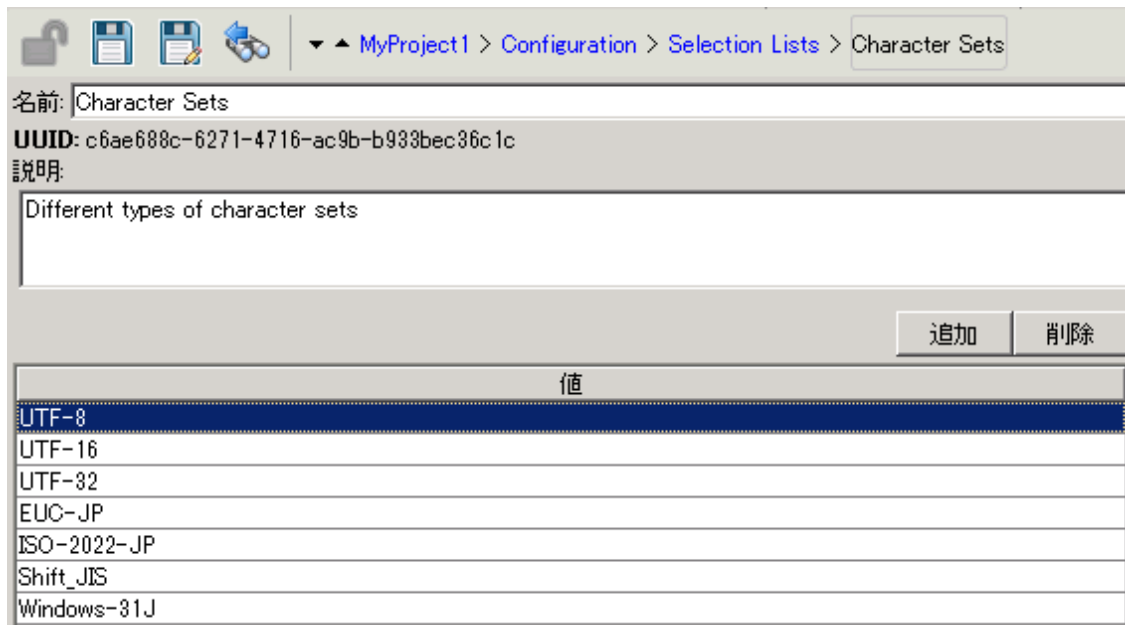 MyProject1 > Configuration > Selection Lists > Character Sets
名前: Character Sets
UUID: c6ae688c-6271-4716-ac9b-b933bec36c1c
説明:
Different types of character sets
追加 削除
値
UTF-8
UTF-16
UTF-32
EUC-JP
ISO-2022-JP
Shift_JIS
Windows-31J